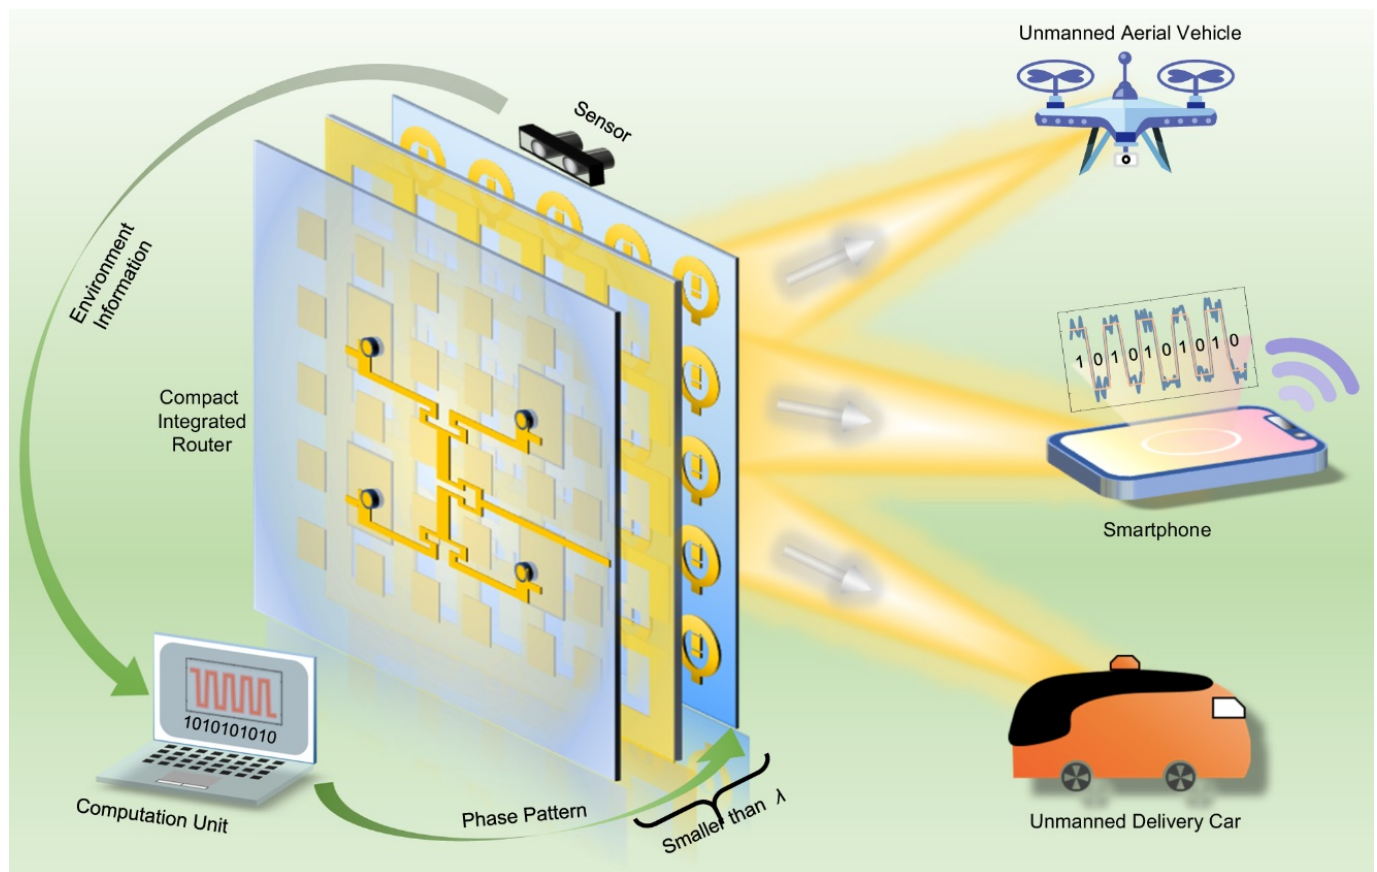 Unmanned Aerial Vehicle
Sensor
Environment
Information
Compact
Integrated
Router
1 0 1 0 1 0 1 0 1 0
Smartphone
1010101010
Computation Unit
Phase Pattern
Smaller than λ
Unmanned Delivery Car